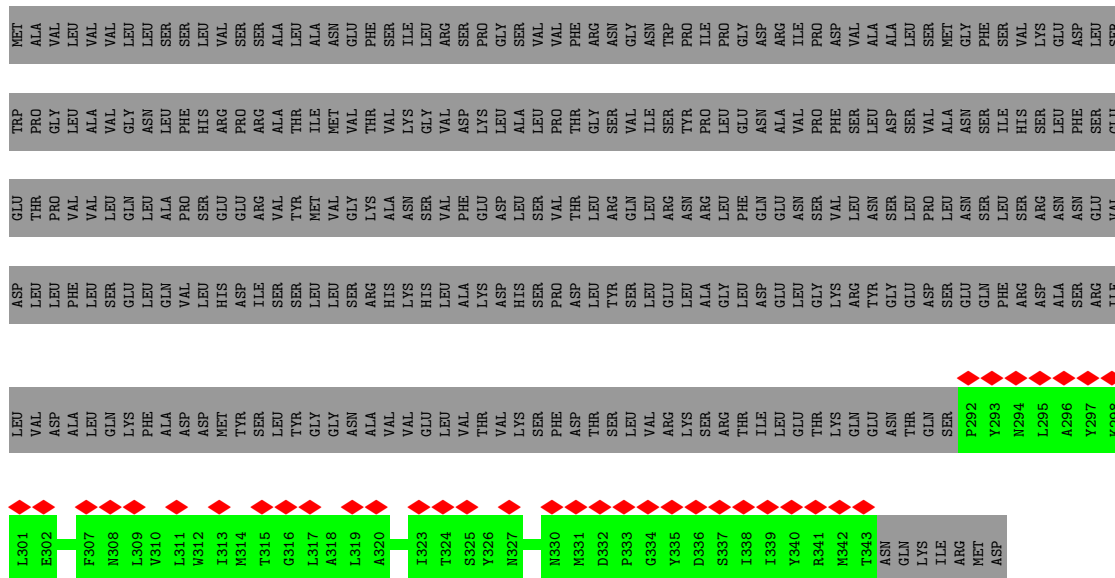 MET ALA VAL LEU VAL VAL LEU LEU SER SER LEU VAL SER SER ALA LEU ALA ASN GLU PHE SER ILE LEU ARG SER PRO GLY SER VAL VAL PHE ARG ASN GLY ASN TRP PRO ILE PRO GLY ASP ARG ILE PRO ASP VAL ALA ALA LEU SER MET GLY PHE SER VAL LYS GLU ASP LEU SER
TRP PRO GLY LEU ALA VAL GLY ASN LEU PHE HIS ARG PRO ARG ALA THR ILE MET VAL THR VAL LYS GLY VAL ASP LYS LEU ALA LEU PRO THR GLY SER VAL ILE SER TYR PRO LEU GLU ASN ALA VAL PRO PHE SER LEU ASP SER VAL ALA ASN SER ILE HIS SER LEU PHE SER GLU
GLU THR PRO VAL VAL LEU GLN LEU ALA PRO SER GLU GLU ARG VAL TYR MET VAL GLY LYS ALA ASN SER VAL PHE GLU ASP LEU SER VAL THR LEU ARG GLN LEU ARG ASN ARG LEU PHE GLN GLU ASN SER VAL LEU ASN SER LEU PRO LEU ASN SER LEU SER ARG ASN ASN GLU VAL
ASP LEU LEU PHE LEU SER GLU LEU GLN VAL LEU HIS ASP ILE SER SER LEU LEU SER ARG HIS LYS HIS LEU ALA LYS ASP HIS SER PRO ASP LEU TYR SER LEU GLU LEU ALA GLY LEU ASP GLU LEU GLY LYS ARG TYR GLY GLU ASP SER GLU GLN PHE ARG ASP ALA SER ARG ILE
LEU VAL ASP ALA LEU GLN LYS PHE ALA ASP ASP MET TYR SER LEU TYR GLY GLY ASN ALA VAL VAL GLU LEU VAL THR VAL LYS SER PHE ASP THR SER LEU VAL ARG LYS SER ARG THR ILE LEU GLU THR LYS GLN GLU ASN THR GLN SER P292 Y293 N294 L295 A296 Y297 K298
L301 E302 F307 N308 L309 V310 L311 W312 I313 M314 T315 G316 L317 A318 L319 A320 I323 T324 S325 Y326 N327 N330 M331 D332 P333 G334 Y335 D336 S337 I338 I339 Y340 R341 M342 T343 ASN GLN LYS ILE ARG MET ASP